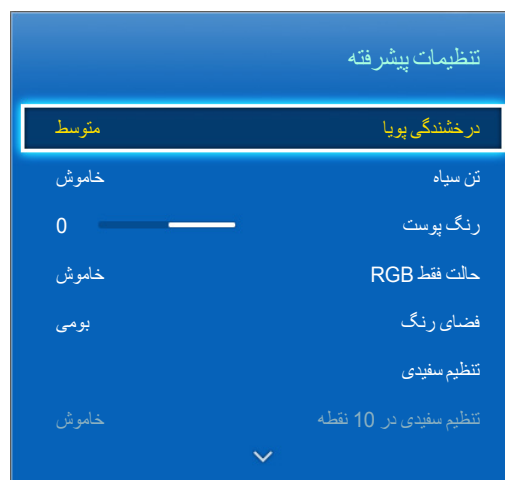 تنظیمات پیشرفته
درخشندگی پویا متوسط
تن سیاه خاموش
رنگ پوست 0
حالت فقط RGB خاموش
فضای رنگ بومی
تنظیم سفیدی
تنظیم سفیدی در 10 نقطه خاموش